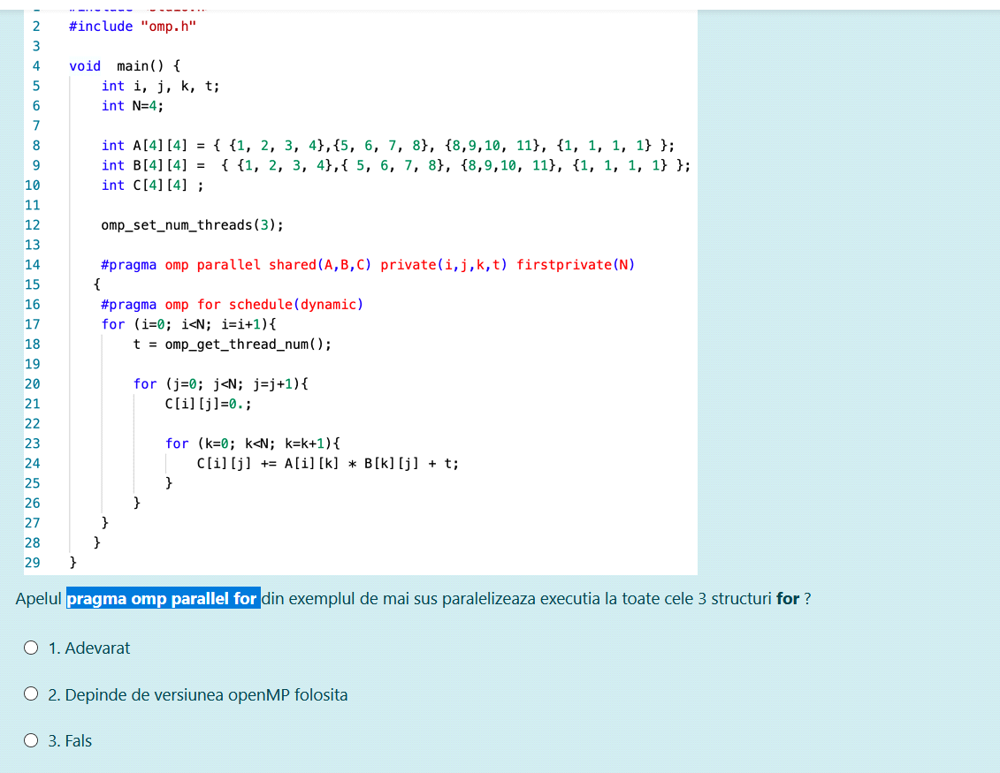 2 #include "omp.h"
3
4 void  main() {
5 int i, j, k, t;
6 int N=4;
7
8 int A[4][4] = { {1, 2, 3, 4},{5, 6, 7, 8}, {8,9,10, 11}, {1, 1, 1, 1} };
9 int B[4][4] =  { {1, 2, 3, 4},{ 5, 6, 7, 8}, {8,9,10, 11}, {1, 1, 1, 1} };
10 int C[4][4] ;
11
12 omp_set_num_threads(3);
13
14 #pragma omp parallel shared(A,B,C) private(i,j,k,t) firstprivate(N)
15 {
16 #pragma omp for schedule(dynamic)
17 for (i=0; i<N; i=i+1){
18 t = omp_get_thread_num();
19
20 for (j=0; j<N; j=j+1){
21 C[i][j]=0.;
22
23 for (k=0; k<N; k=k+1){
24 C[i][j] += A[i][k] * B[k][j] + t;
25 }
26 }
27 }
28 }
29 }
Apelul pragma omp parallel for din exemplul de mai sus paralelizeaza executia la toate cele 3 structuri for ?
1. Adevarat
2. Depinde de versiunea openMP folosita
3. Fals